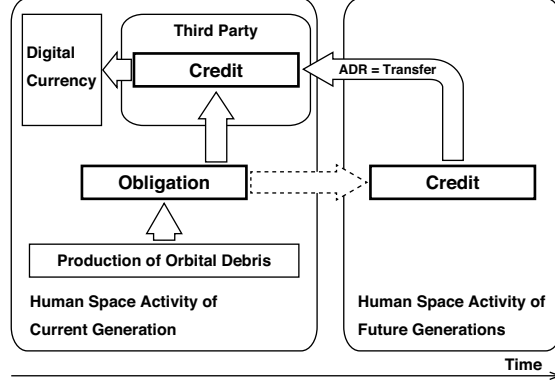 Third Party
Digital
Currency
Credit
ADR = Transfer
Obligation
Credit
Production of Orbital Debris
Human Space Activity of
Current Generation
Human Space Activity of
Future Generations
Time